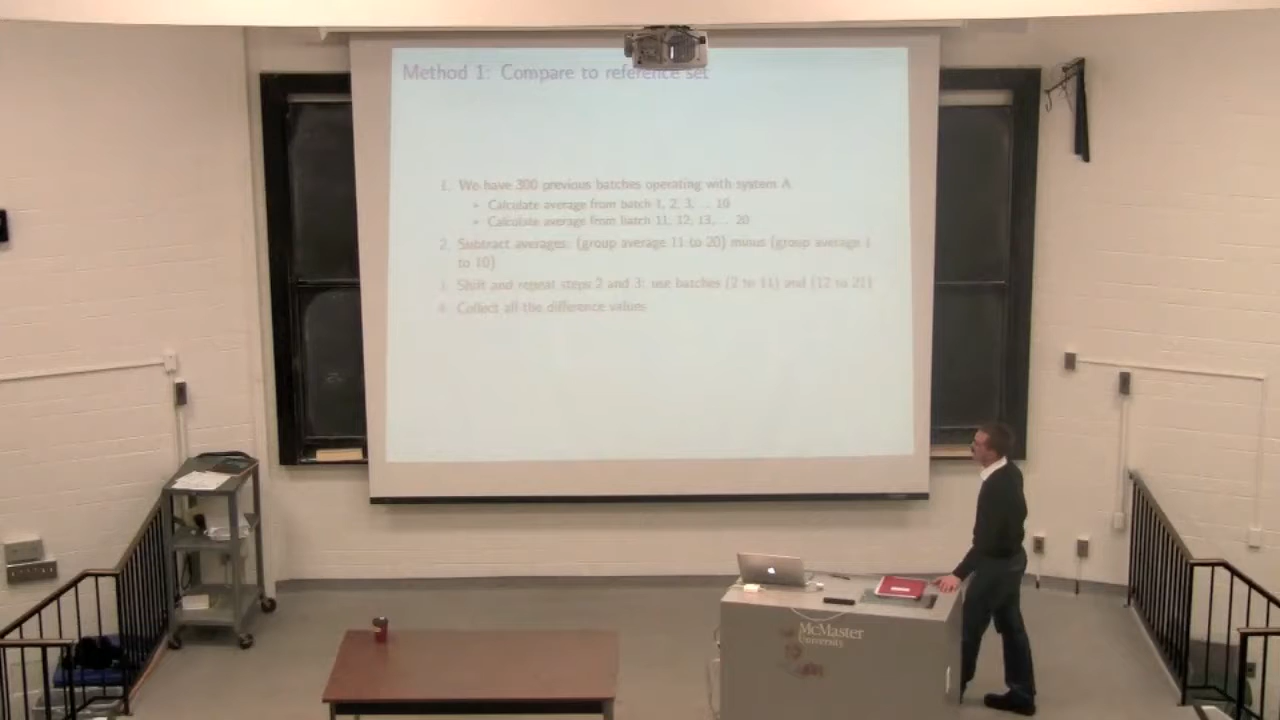 Method 1: Compare to reference set
1. We have 300 previous batches operating with system A
• Calculate average from batch 1, 2, 3, ... 10
• Calculate average from batch 11, 12, 13, ... 20
2. Subtract averages: (group average 11 to 20) minus (group average 1
to 10)
3. Shift and repeat steps 2 and 3: use batches (2 to 11) and (12 to 21)
4. Collect all the difference values
McMaster
University